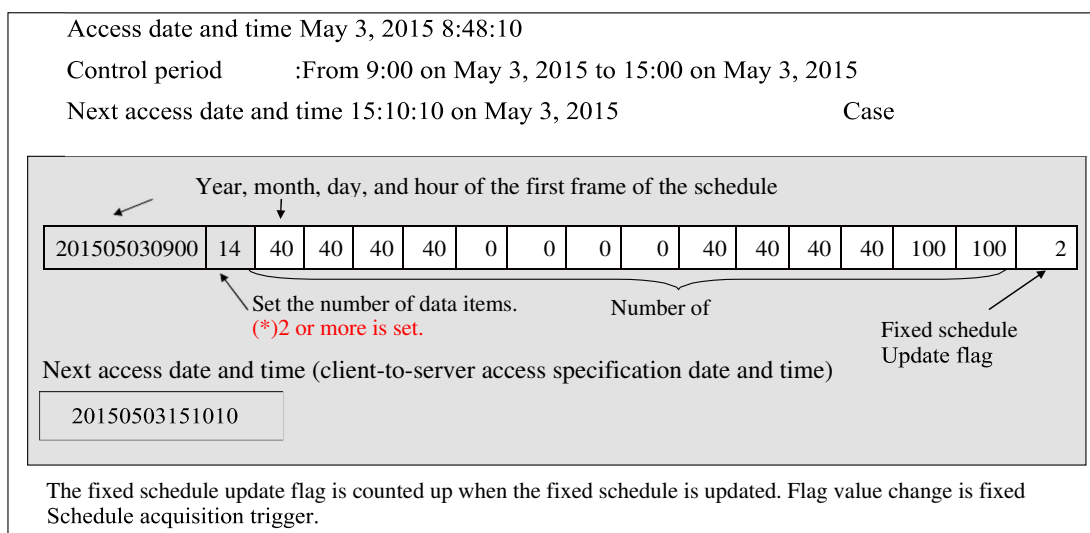 Access date and time May 3, 2015 8:48:10
Control period :From 9:00 on May 3, 2015 to 15:00 on May 3, 2015
Next access date and time 15:10:10 on May 3, 2015 Case
Year, month, day, and hour of the first frame of the schedule
201505030900 14 40 40 40 40 0 0 0 0 40 40 40 40 100 100 2
Set the number of data items.
(*)2 or more is set.
Number of
Fixed schedule
Update flag
Next access date and time (client-to-server access specification date and time)
20150503151010
The fixed schedule update flag is counted up when the fixed schedule is updated. Flag value change is fixed
Schedule acquisition trigger.